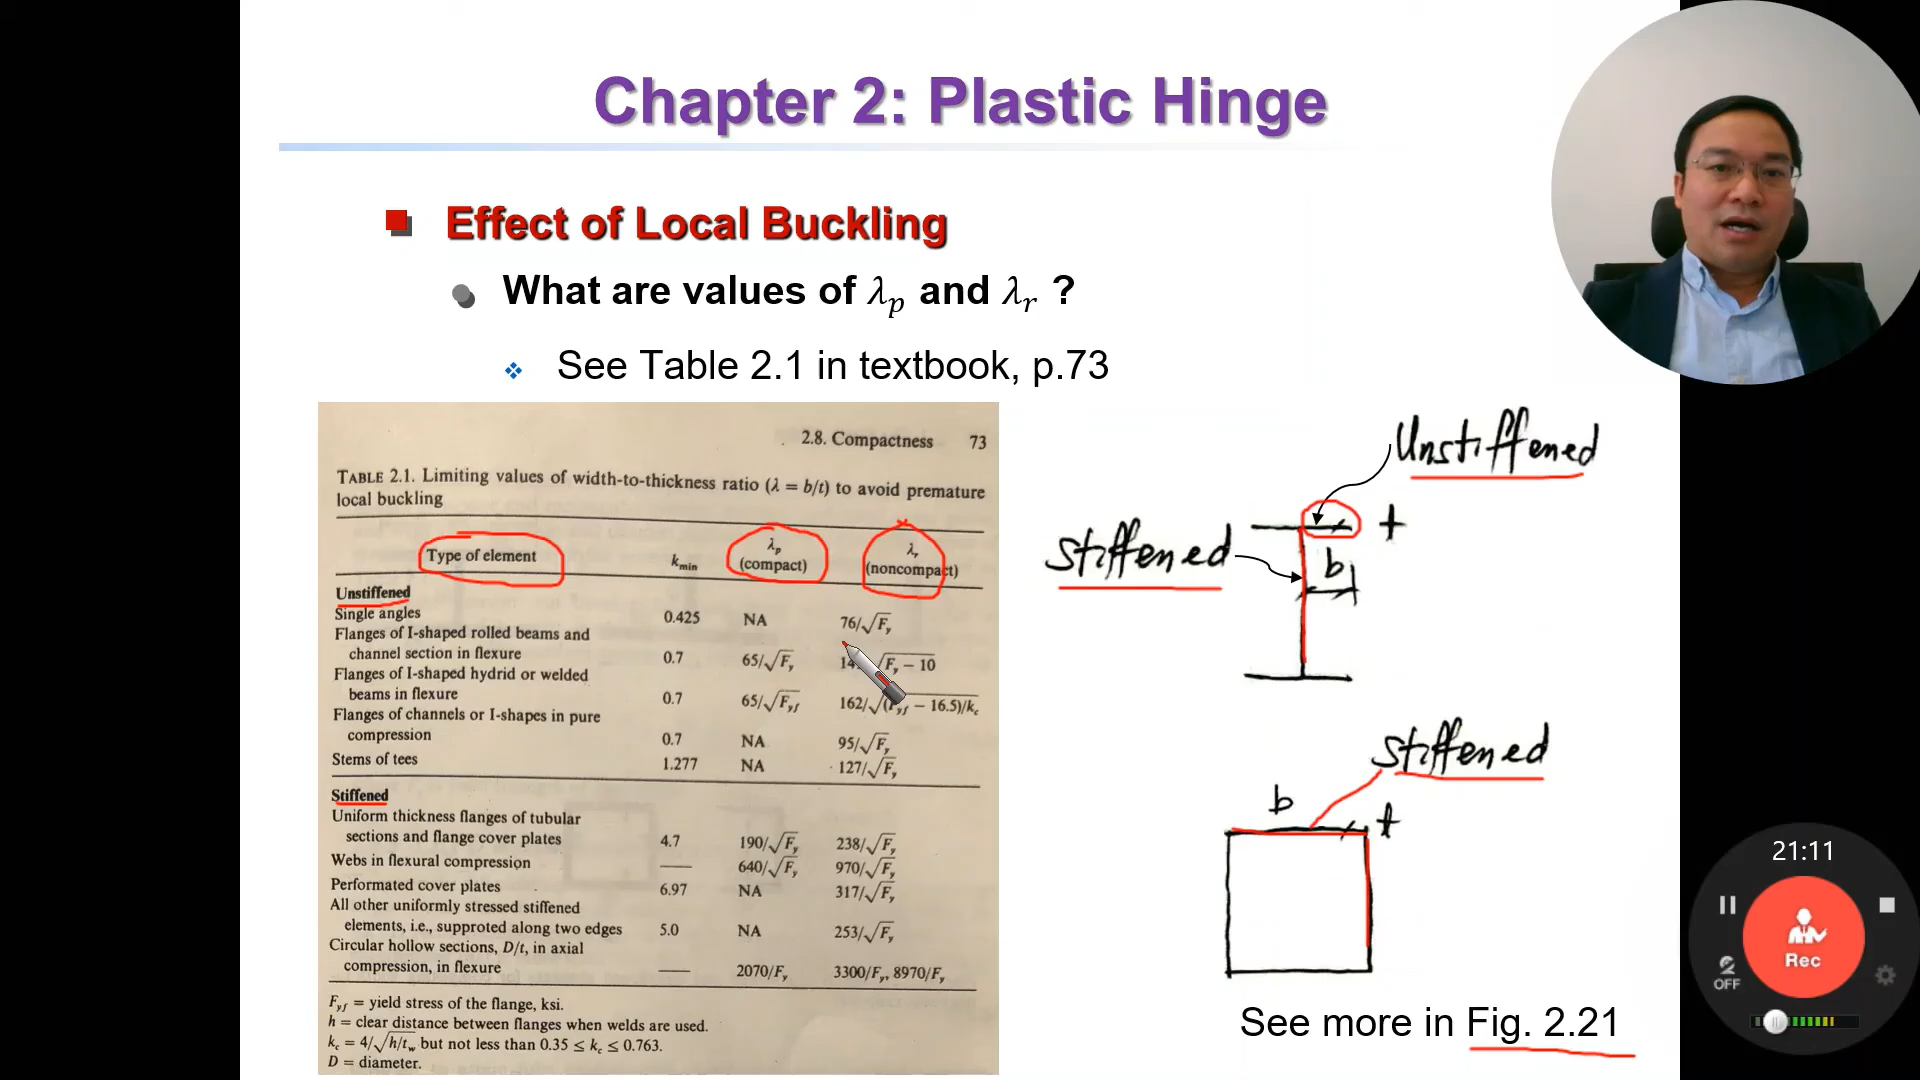 Chapter 2: Plastic Hinge
Effect of Local Buckling
What are values of λp and λr ?
See Table 2.1 in textbook, p.73
2.8. Compactness 73
TABLE 2.1. Limiting values of width-to-thickness ratio (λ = b/t) to avoid premature
local buckling
Type of element kmin λp (compact) λr (noncompact)
Unstiffened
Single angles 0.425 NA 76/√Fy
Flanges of I-shaped rolled beams and
channel section in flexure 0.7 65/√Fy √Fy – 10
Flanges of I-shaped hydrid or welded
beams in flexure 0.7 65/√Fyf 162/√(Fyf – 16.5)/kc
Flanges of channels or I-shapes in pure
compression 0.7 NA 95/√Fy
Stems of tees 1.277 NA 127/√Fy
Stiffened
Uniform thickness flanges of tubular
sections and flange cover plates 4.7 190/√Fy 238/√Fy
Webs in flexural compression — 640/√Fy 970/√Fy
Performated cover plates 6.97 NA 317/√Fy
All other uniformly stressed stiffened
elements, i.e., supproted along two edges 5.0 NA 253/√Fy
Circular hollow sections, D/t, in axial
compression, in flexure — 2070/Fy 3300/Fy, 8970/Fy
Fyf = yield stress of the flange, ksi.
h = clear distance between flanges when welds are used.
kc = 4/√h/tw but not less than 0.35 ≤ kc ≤ 0.763.
D = diameter.
Unstiffened
t
Stiffened
b
Stiffened
b
t
See more in Fig. 2.21
21:11
Rec
OFF